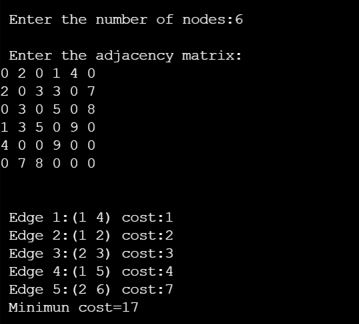 Enter the number of nodes:6
Enter the adjacency matrix:
0 2 0 1 4 0
2 0 3 3 0 7
0 3 0 5 0 8
1 3 5 0 9 0
4 0 0 9 0 0
0 7 8 0 0 0
Edge 1:(1 4) cost:1
Edge 2:(1 2) cost:2
Edge 3:(2 3) cost:3
Edge 4:(1 5) cost:4
Edge 5:(2 6) cost:7
Minimun cost=17